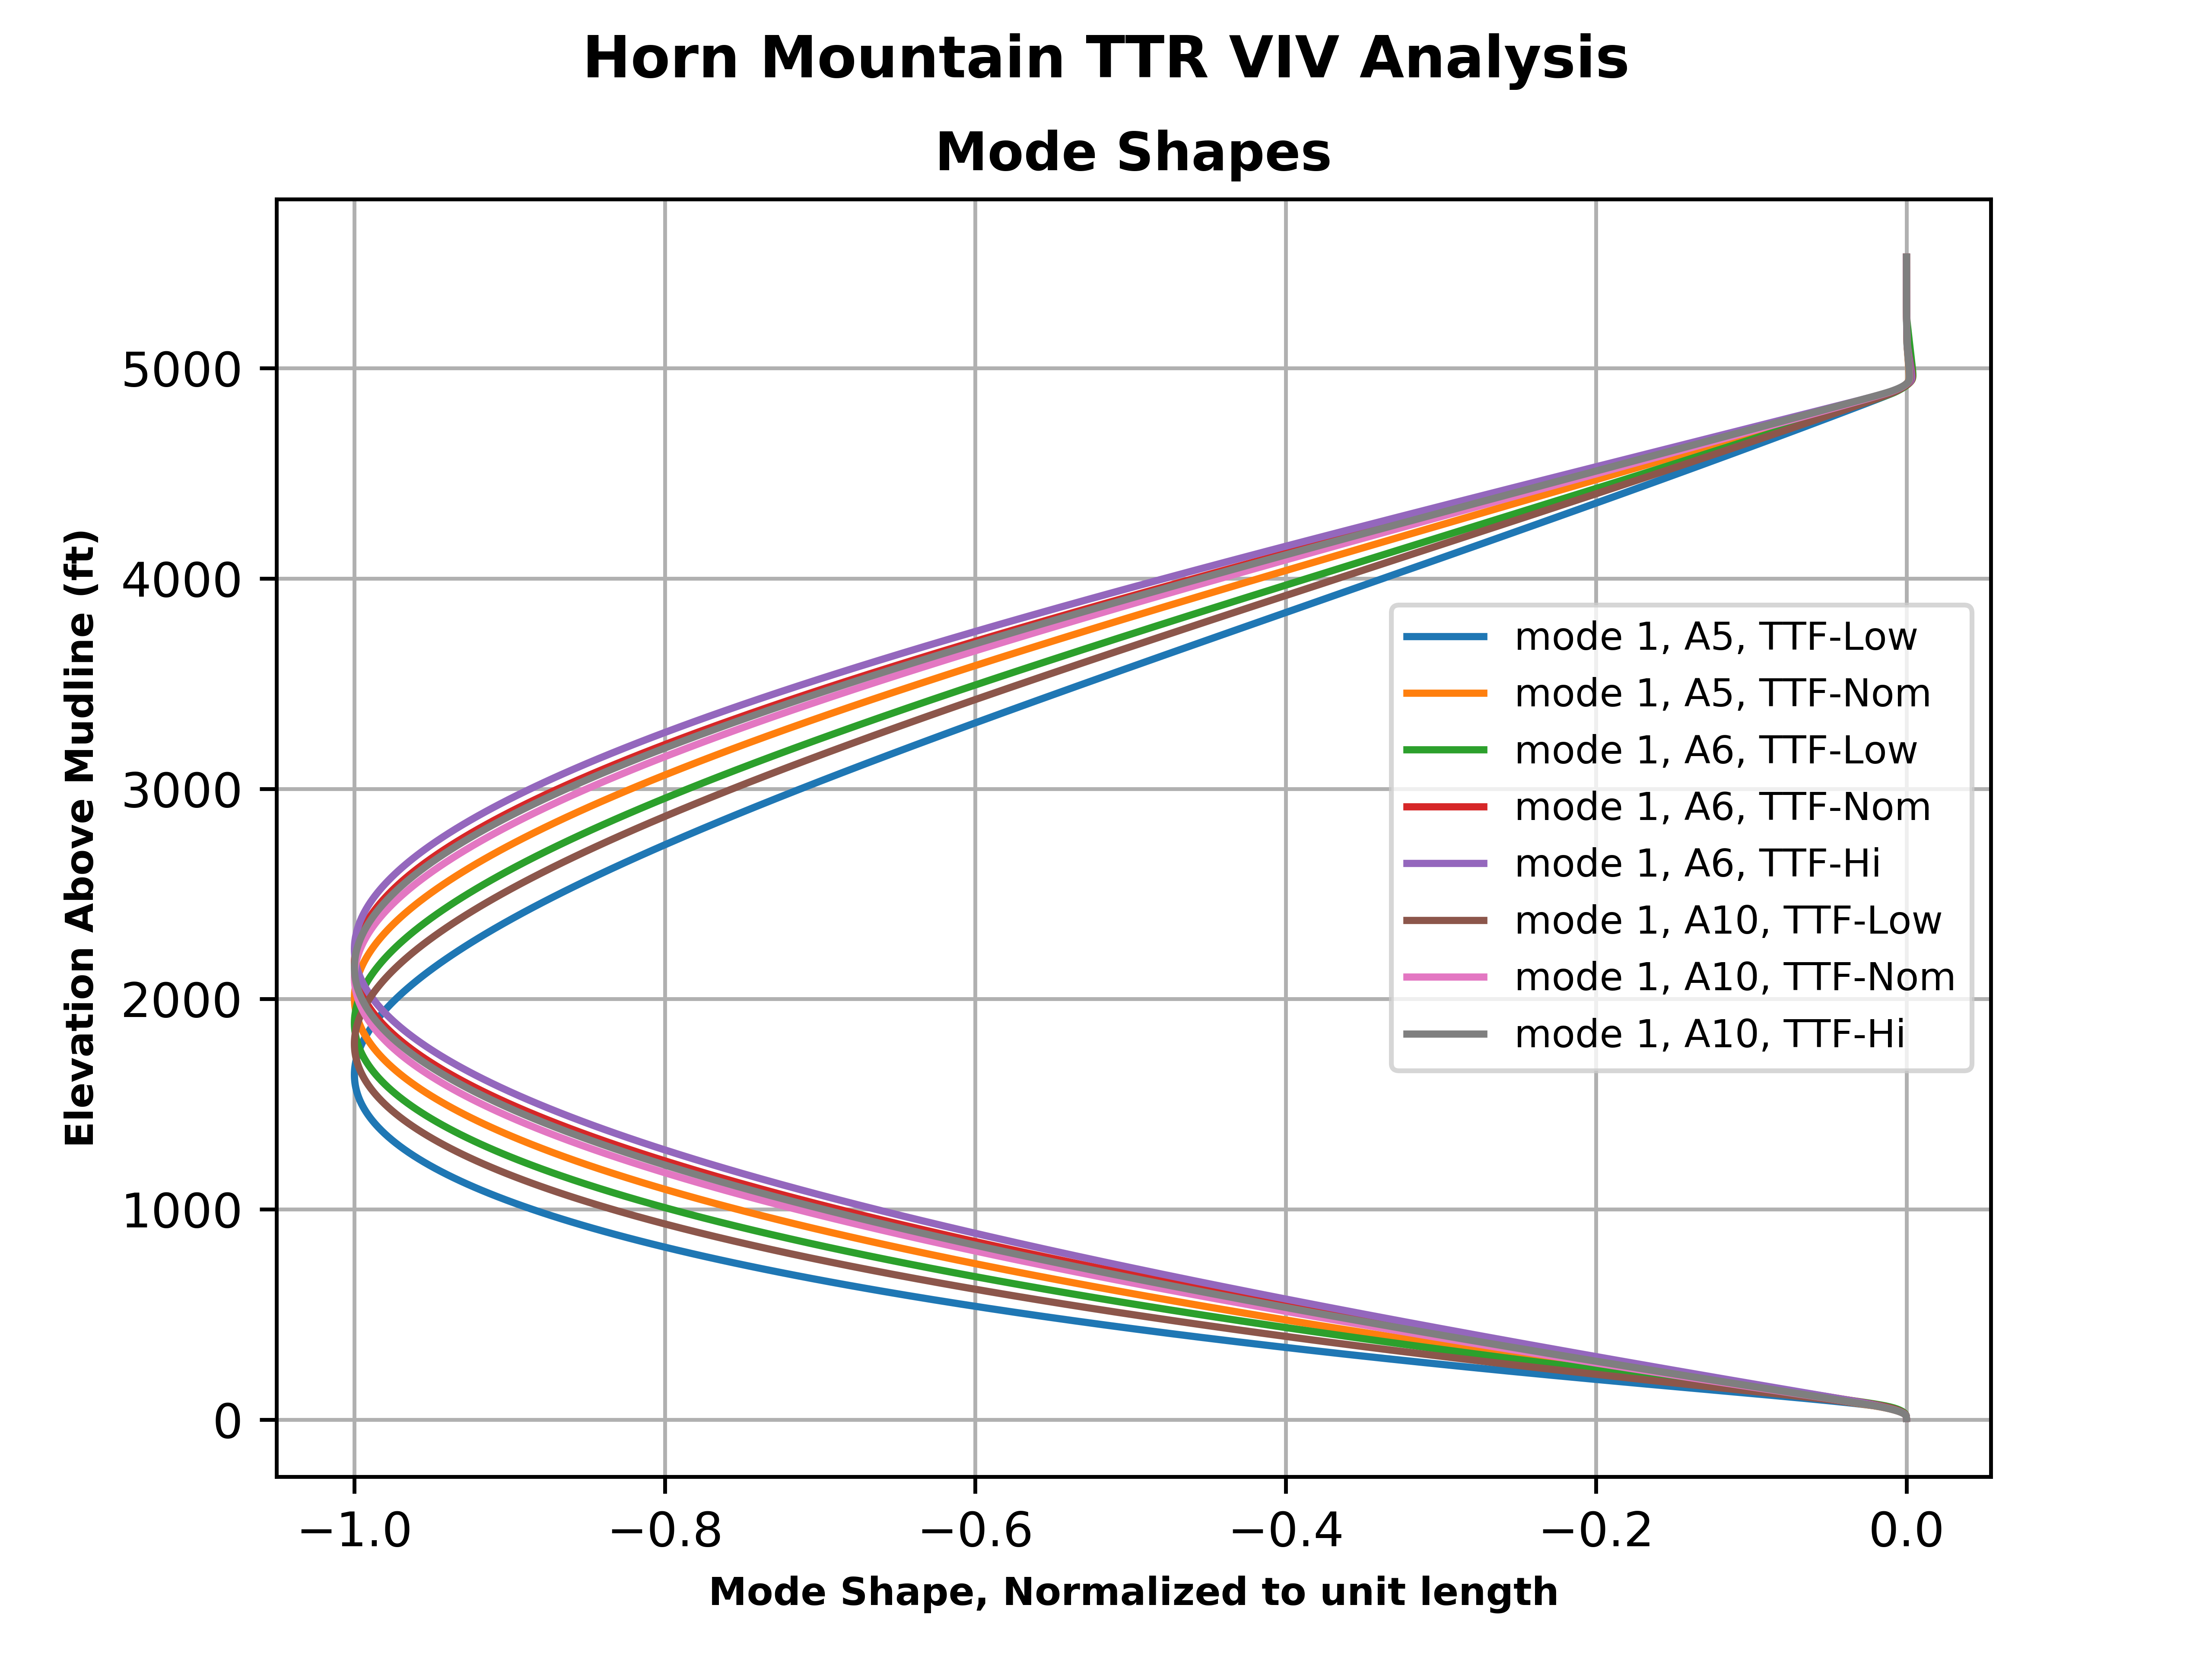 Horn Mountain TTR VIV Analysis
Mode Shapes
Elevation Above Mudline (ft)
5000
4000
3000
2000
1000
0
mode 1, A5, TTF-Low
mode 1, A5, TTF-Nom
mode 1, A6, TTF-Low
mode 1, A6, TTF-Nom
mode 1, A6, TTF-Hi
mode 1, A10, TTF-Low
mode 1, A10, TTF-Nom
mode 1, A10, TTF-Hi
−1.0 −0.8 −0.6 −0.4 −0.2 0.0
Mode Shape, Normalized to unit length